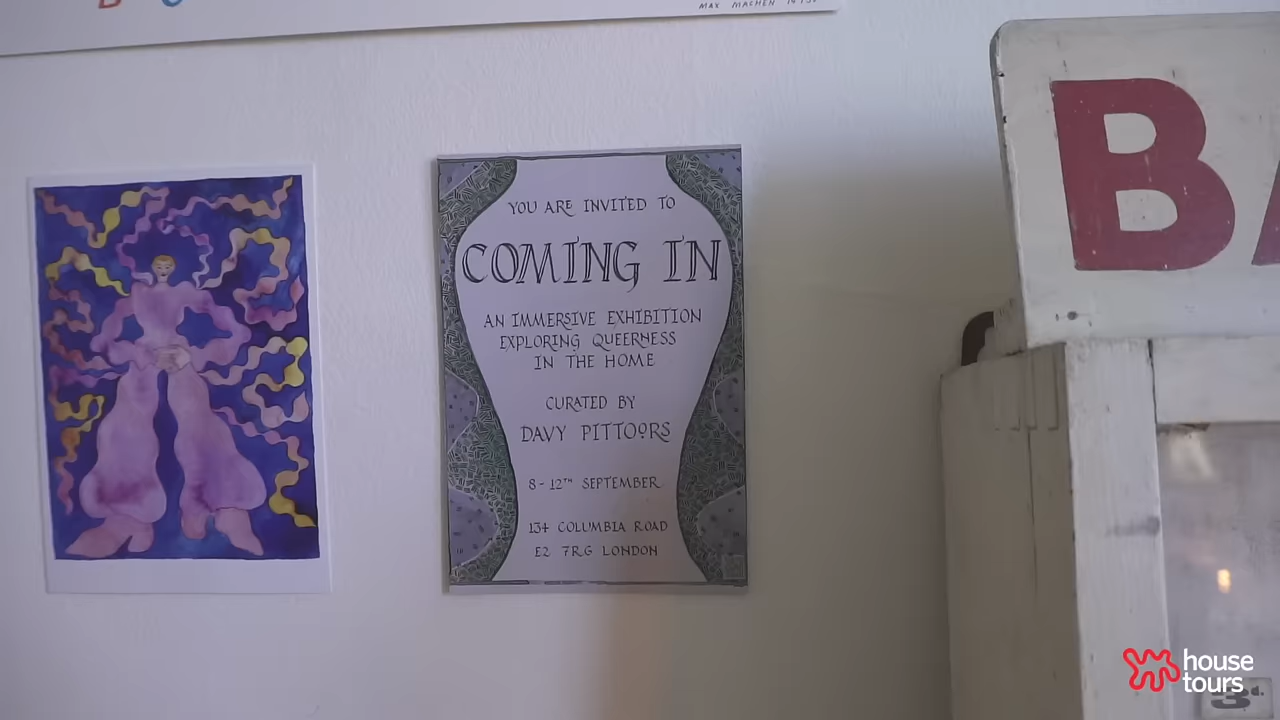 MAX MACHEN
YOU ARE INVITED TO
COMING IN
AN IMMERSIVE EXHIBITION
EXPLORING QUEERNESS
IN THE HOME
CURATED BY
DAVY PITTOORS
8-12TH SEPTEMBER
134 COLUMBIA ROAD
E2 7RG LONDON
B
house
tours
3d.